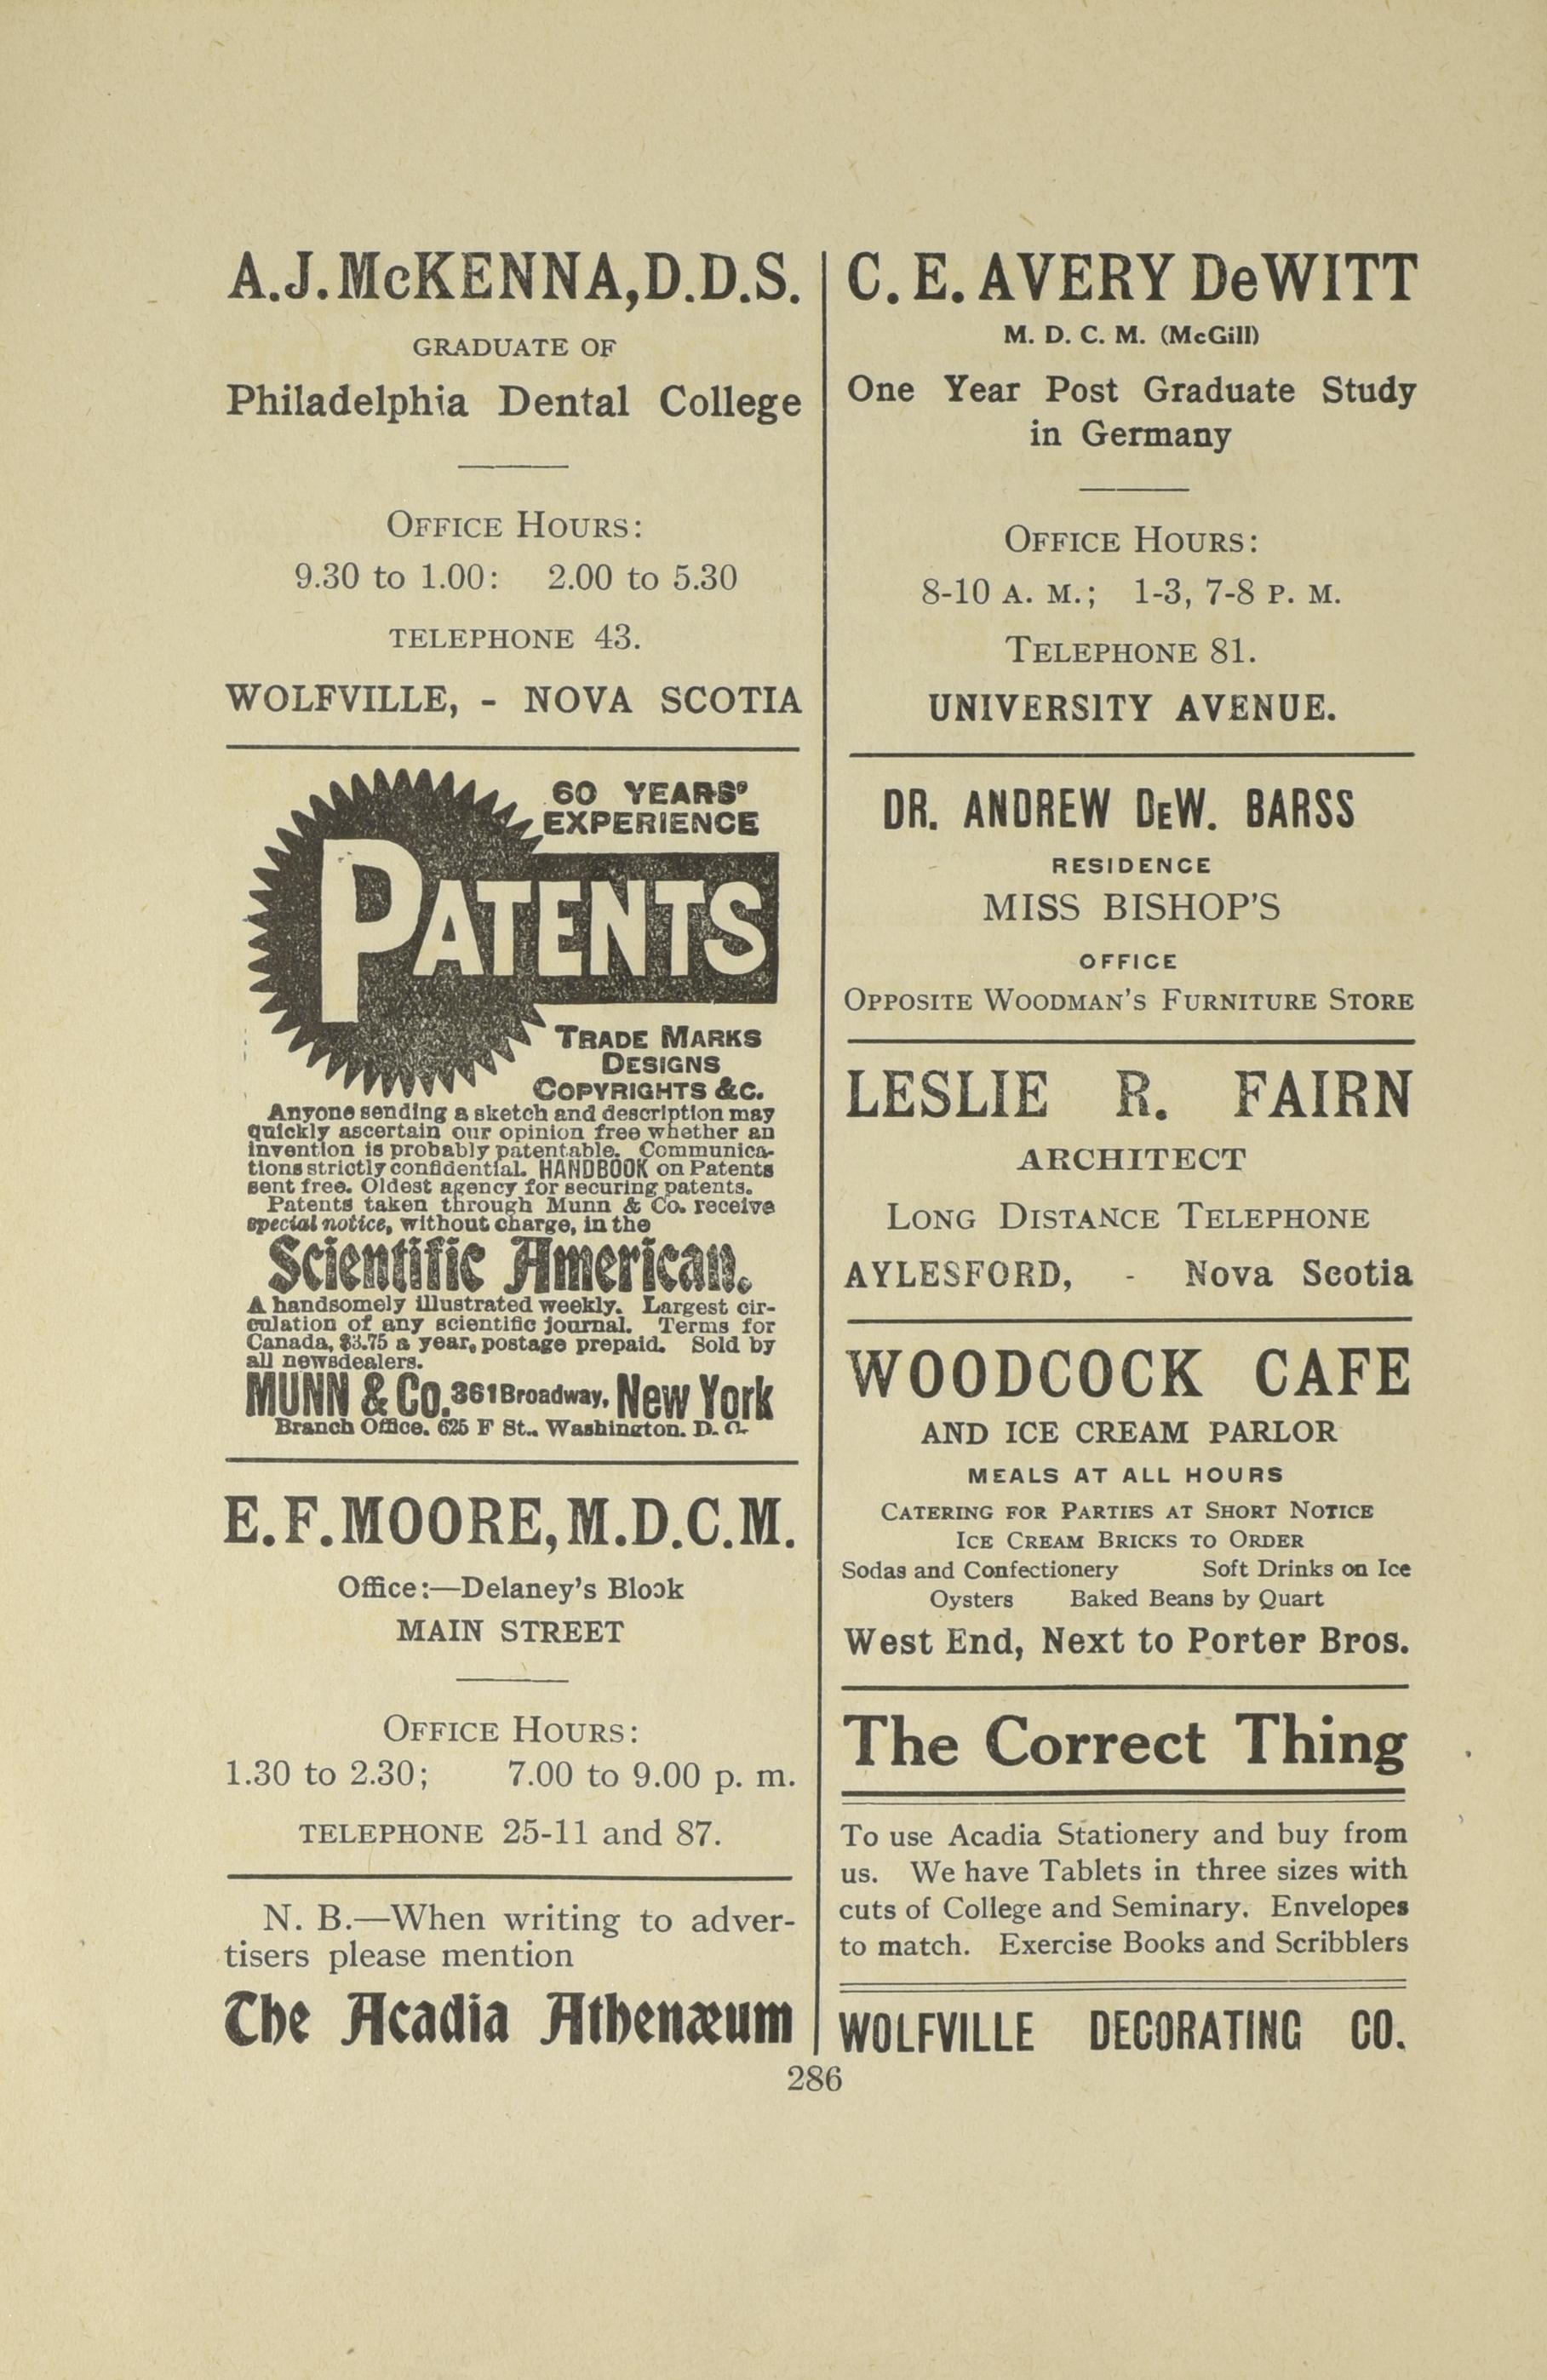 A.J. McKENNA, D.D.S.
GRADUATE OF
Philadelphia Dental College
OFFICE HOURS:
9.30 to 1.00: 2.00 to 5.30
TELEPHONE 43.
WOLFVILLE, - NOVA SCOTIA
60 YEARS'
EXPERIENCE
PATENTS
TRADE MARKS
DESIGNS
COPYRIGHTS &C.
Anyone sending a sketch and description may
quickly ascertain our opinion free whether an
invention is probably patentable. Communica-
tions strictly confidential. HANDBOOK on Patents
sent free. Oldest agency for securing patents.
Patents taken through Munn & Co. receive
special notice, without charge, in the
Scientific American.
A handsomely illustrated weekly. Largest cir-
culation of any scientific journal. Terms for
Canada, $3.75 a year, postage prepaid. Sold by
all newsdealers.
MUNN & Co. 361 Broadway, New York
Branch Office, 625 F St., Washington, D. C.
E. F. MOORE, M.D.C.M.
Office:—Delaney's Block
MAIN STREET
OFFICE HOURS:
1.30 to 2.30; 7.00 to 9.00 p. m.
TELEPHONE 25-11 and 87.
N. B.—When writing to adver-
tisers please mention
The Acadia Athenæum
C. E. AVERY DeWITT
M. D. C. M. (McGill)
One Year Post Graduate Study
in Germany
OFFICE HOURS:
8-10 A. M.; 1-3, 7-8 P. M.
TELEPHONE 81.
UNIVERS1TY AVENUE.
DR. ANDREW DEW. BARSS
RESIDENCE
MISS BISHOP'S
OFFICE
OPPOSITE WOODMAN'S FURNITURE STORE
LESLIE R. FAIRN
ARCHITECT
LONG DISTANCE TELEPHONE
AYLESFORD, - Nova Scotia
WOODCOCK CAFE
AND ICE CREAM PARLOR
MEALS AT ALL HOURS
CATERING FOR PARTIES AT SHORT NOTICE
ICE CREAM BRICKS TO ORDER
Sodas and Confectionery Soft Drinks on Ice
Oysters Baked Beans by Quart
West End, Next to Porter Bros.
The Correct Thing
To use Acadia Stationery and buy from
us. We have Tablets in three sizes with
cuts of College and Seminary. Envelopes
to match. Exercise Books and Scribblers
WOLFVILLE DECORATING CO.
286